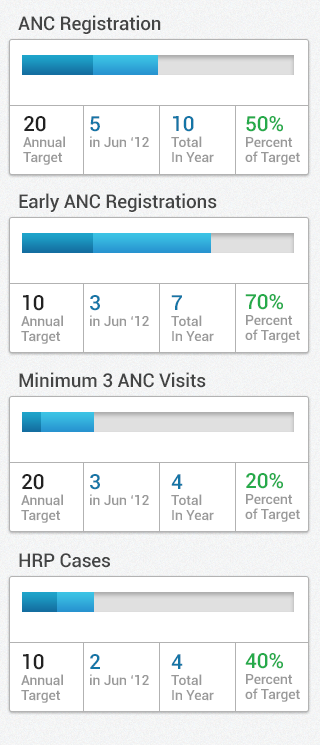 ANC Registration
20
Annual
Target
5
in Jun ‘12
10
Total
In Year
50%
Percent
of Target
Early ANC Registrations
10
Annual
Target
3
in Jun ‘12
7
Total
In Year
70%
Percent
of Target
Minimum 3 ANC Visits
20
Annual
Target
3
in Jun ‘12
4
Total
In Year
20%
Percent
of Target
HRP Cases
10
Annual
Target
2
in Jun ‘12
4
Total
In Year
40%
Percent
of Target